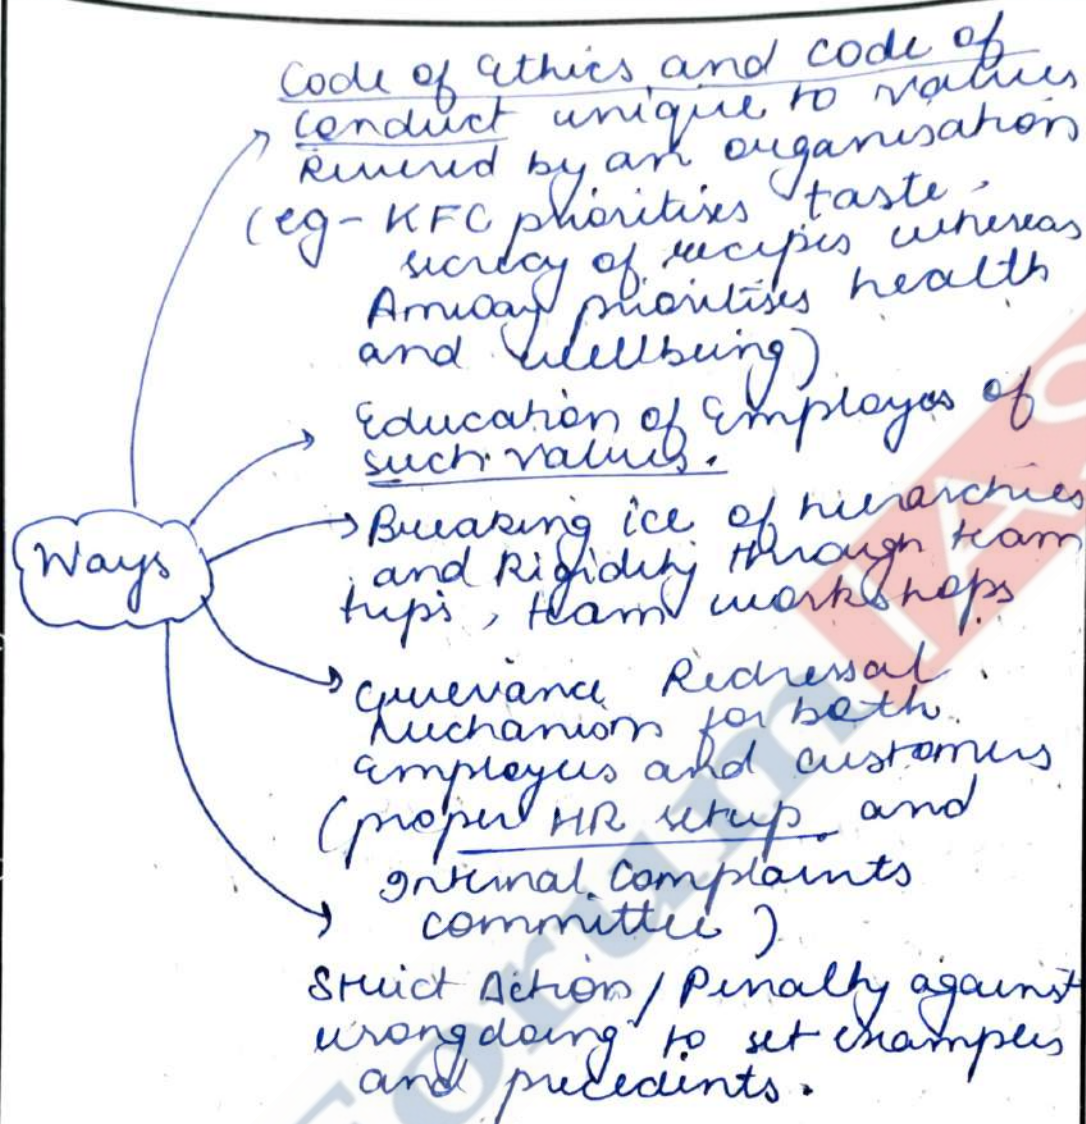 Code of Ethics and Code of
Conduct unique to values
Revered by an organisation
(eg - KFC prioritises taste,
secrecy of recipes whereas
Amway prioritises health
and wellbeing)
Education of Employees of
such values.
Ways
Breaking ice of hierarchies
and Rigidity through team
trips, team workshops
Grievance Redressal
Mechanism for both
Employees and customers
(proper HR setup and
Internal Complaints
committee)
Strict Action / Penalty against
wrongdoing to set examples
and precedents.
Forum IAS